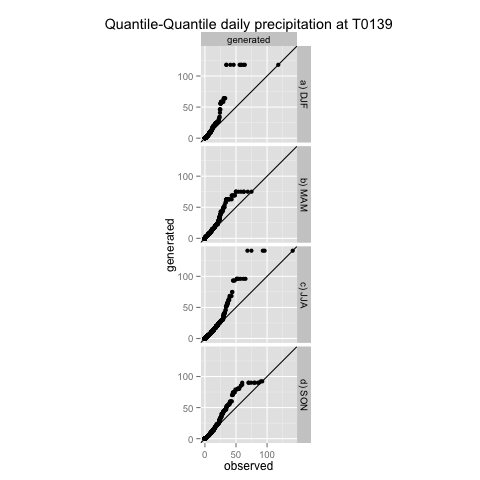 Quantile-Quantile daily precipitation at T0139
generated
generated
100
50
0
a) DJF
100
50
0
b) MAM
100
50
0
c) JJA
100
50
0
d) SON
0 50 100
observed